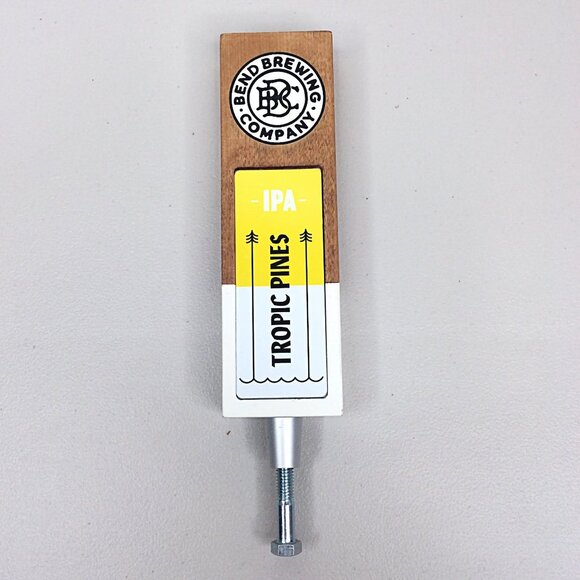 BEND BREWING
BBC
· COMPANY ·
- IPA -
TROPIC PINES